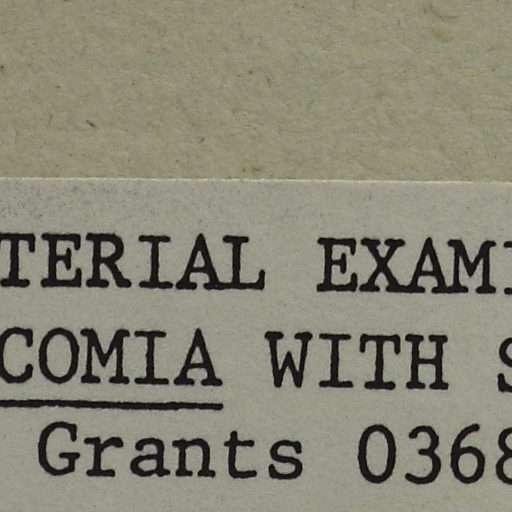 TERIAL EXAMI
COMIA WITH S
Grants 0368